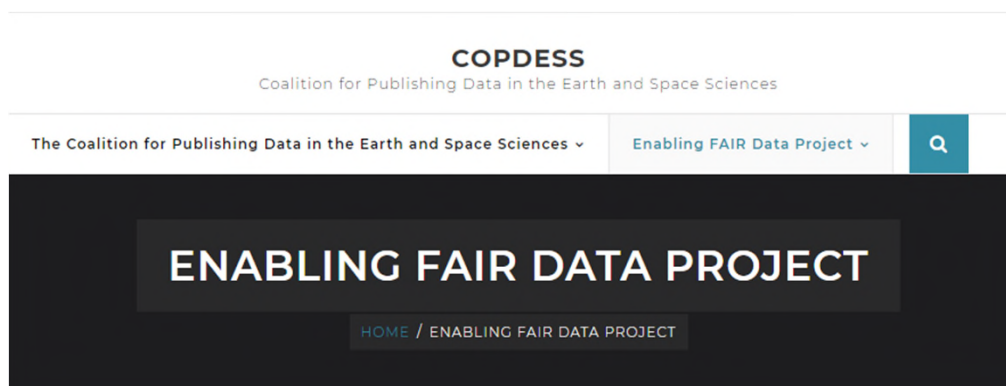 COPDESS
Coalition for Publishing Data in the Earth and Space Sciences
The Coalition for Publishing Data in the Earth and Space Sciences Enabling FAIR Data Project
ENABLING FAIR DATA PROJECT
HOME / ENABLING FAIR DATA PROJECT